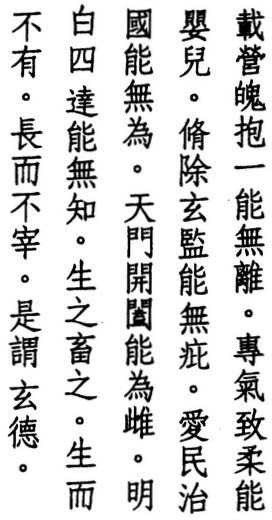 載營魄抱一能無離。專氣致柔能
嬰兒。脩除玄監能無疵。愛民治
國能無為。天門開闔能為雌。明
白四達能無知。生之畜之。生而
不有。長而不宰。是謂玄德。